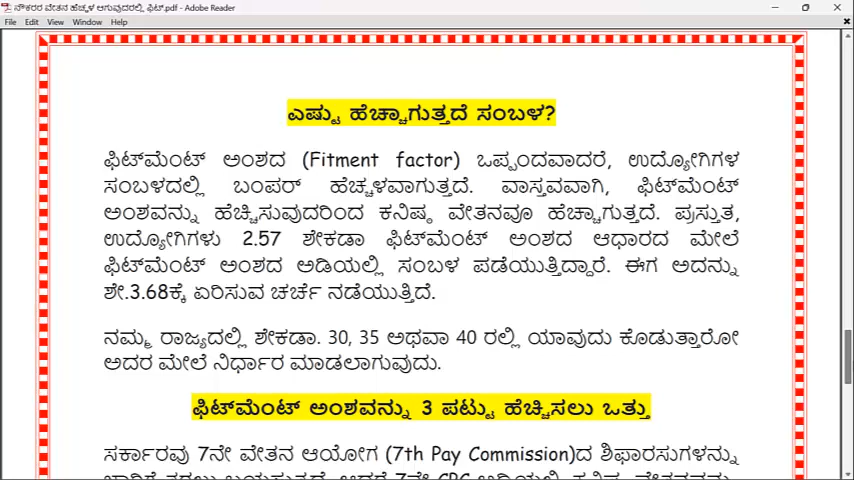 ನೌಕರರ ವೇತನ ಹೆಚ್ಚಳ ಆಗುವುದರಲ್ಲಿ ಫಿಟ್.pdf - Adobe Reader
File Edit View Window Help
ಎಷ್ಟು ಹೆಚ್ಚಾಗುತ್ತದೆ ಸಂಬಳ?
ಫಿಟ್‌ಮೆಂಟ್ ಅಂಶದ (Fitment factor) ಒಪ್ಪಂದವಾದರೆ, ಉದ್ಯೋಗಿಗಳ
ಸಂಬಳದಲ್ಲಿ ಬಂಪರ್ ಹೆಚ್ಚಳವಾಗುತ್ತದೆ. ವಾಸ್ತವವಾಗಿ, ಫಿಟ್‌ಮೆಂಟ್
ಅಂಶವನ್ನು ಹೆಚ್ಚಿಸುವುದರಿಂದ ಕನಿಷ್ಠ ವೇತನವೂ ಹೆಚ್ಚಾಗುತ್ತದೆ. ಪ್ರಸ್ತುತ,
ಉದ್ಯೋಗಿಗಳು 2.57 ಶೇಕಡಾ ಫಿಟ್‌ಮೆಂಟ್ ಅಂಶದ ಆಧಾರದ ಮೇಲೆ
ಫಿಟ್‌ಮೆಂಟ್ ಅಂಶದ ಅಡಿಯಲ್ಲಿ ಸಂಬಳ ಪಡೆಯುತ್ತಿದ್ದಾರೆ. ಈಗ ಅದನ್ನು
ಶೇ.3.68ಕ್ಕೆ ಏರಿಸುವ ಚರ್ಚೆ ನಡೆಯುತ್ತಿದೆ.
ನಮ್ಮ ರಾಜ್ಯದಲ್ಲಿ ಶೇಕಡಾ. 30, 35 ಅಥವಾ 40 ರಲ್ಲಿ ಯಾವುದು ಕೊಡುತ್ತಾರೋ
ಅದರ ಮೇಲೆ ನಿರ್ಧಾರ ಮಾಡಲಾಗುವುದು.
ಫಿಟ್‌ಮೆಂಟ್ ಅಂಶವನ್ನು 3 ಪಟ್ಟು ಹೆಚ್ಚಿಸಲು ಒತ್ತು
ಸರ್ಕಾರವು 7ನೇ ವೇತನ ಆಯೋಗ (7th Pay Commission)ದ ಶಿಫಾರಸುಗಳನ್ನು